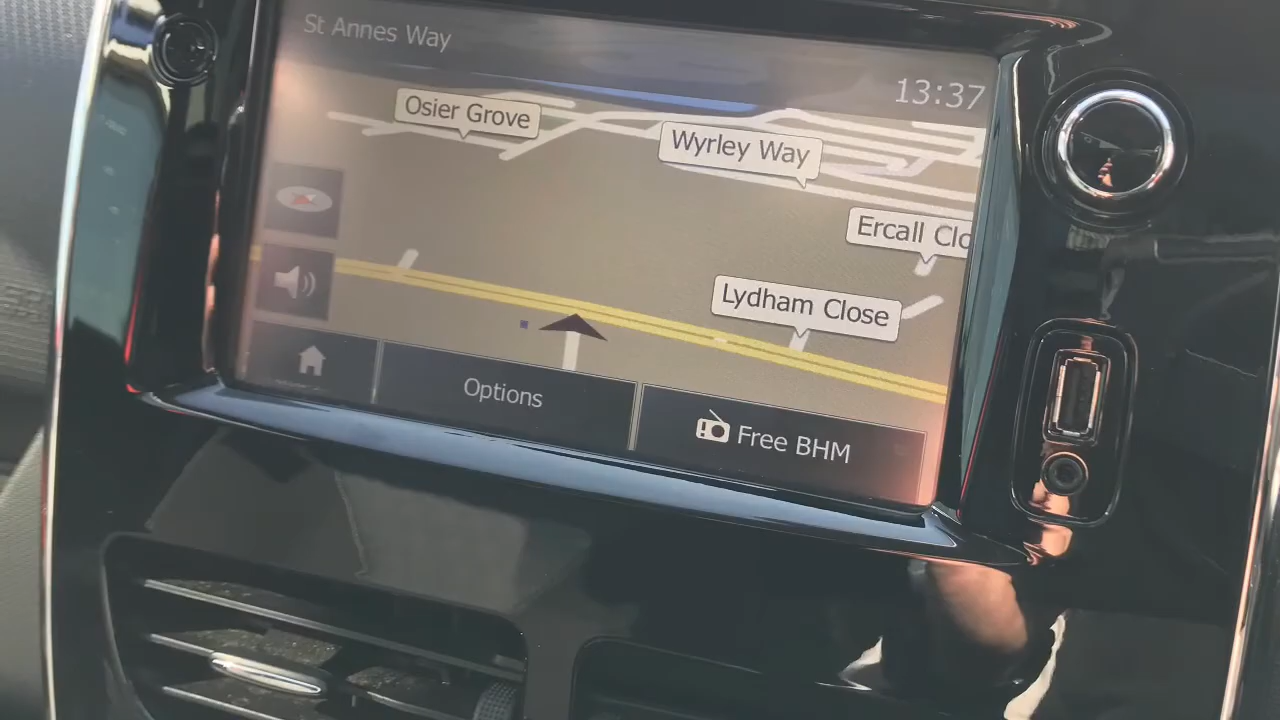 St Annes Way
13:37
Osier Grove
Wyrley Way
Ercall Clo
Lydham Close
Options
Free BHM